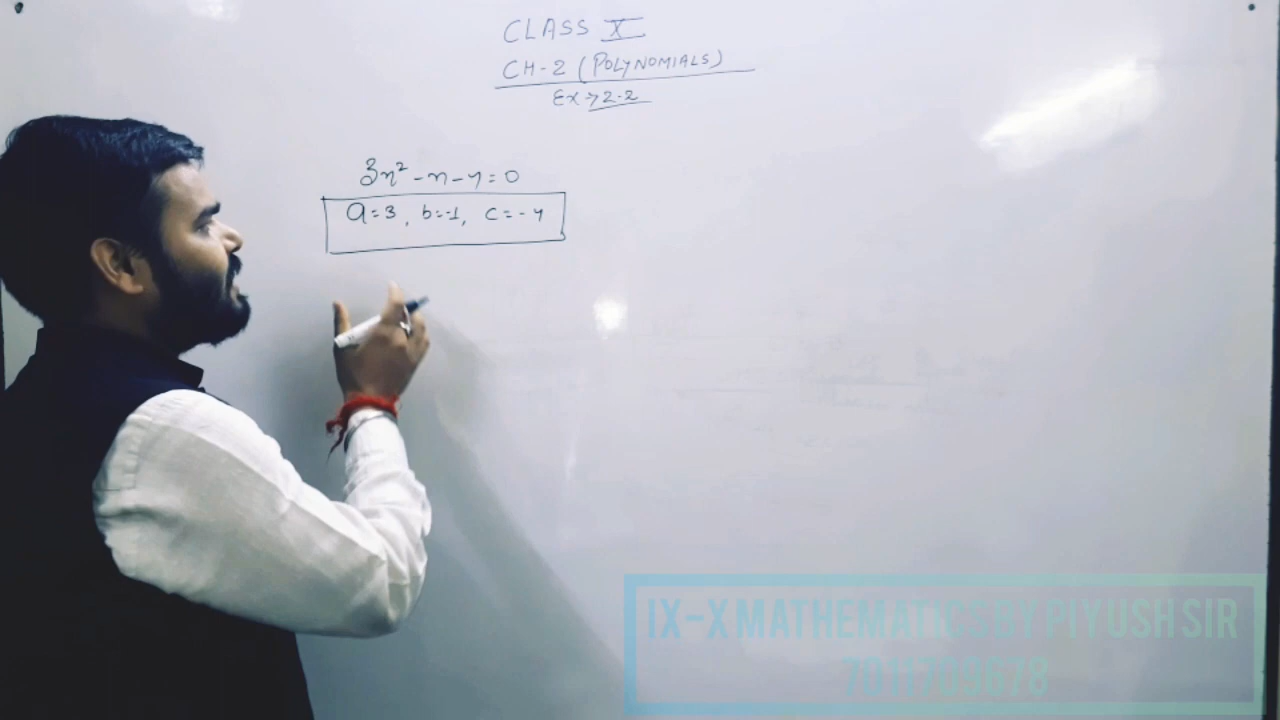 CLASS X
CH-2 (POLYNOMIALS)
Ex → 2.2
3x² - x - 4 = 0
a = 3, b = -1, c = - 4
IX-X MATHEMATICS BY PIYUSH SIR
7011709678